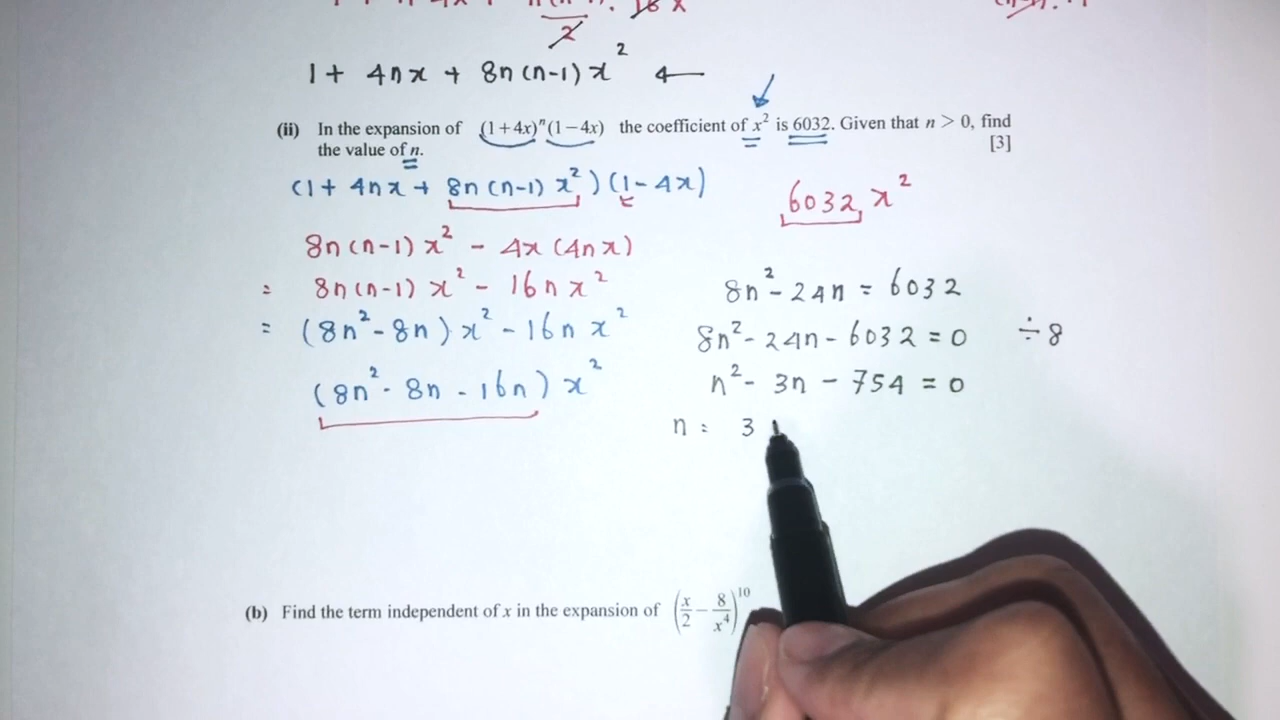 1 + 4nx + 8n(n-1)x² ←
(ii) In the expansion of (1+4x)ⁿ(1−4x) the coefficient of x² is 6032. Given that n > 0, find
the value of n. [3]
(1 + 4nx + 8n(n-1)x²)(1 - 4x)
6032x²
8n(n-1)x² - 4x(4nx)
= 8n(n-1)x² - 16nx²
= (8n²-8n)x² - 16nx²
(8n² - 8n - 16n)x²
8n² - 24n = 6032
8n² - 24n - 6032 = 0 ÷8
n² - 3n - 754 = 0
n = 3
(b) Find the term independent of x in the expansion of (x/2 − 8/x⁴)¹⁰